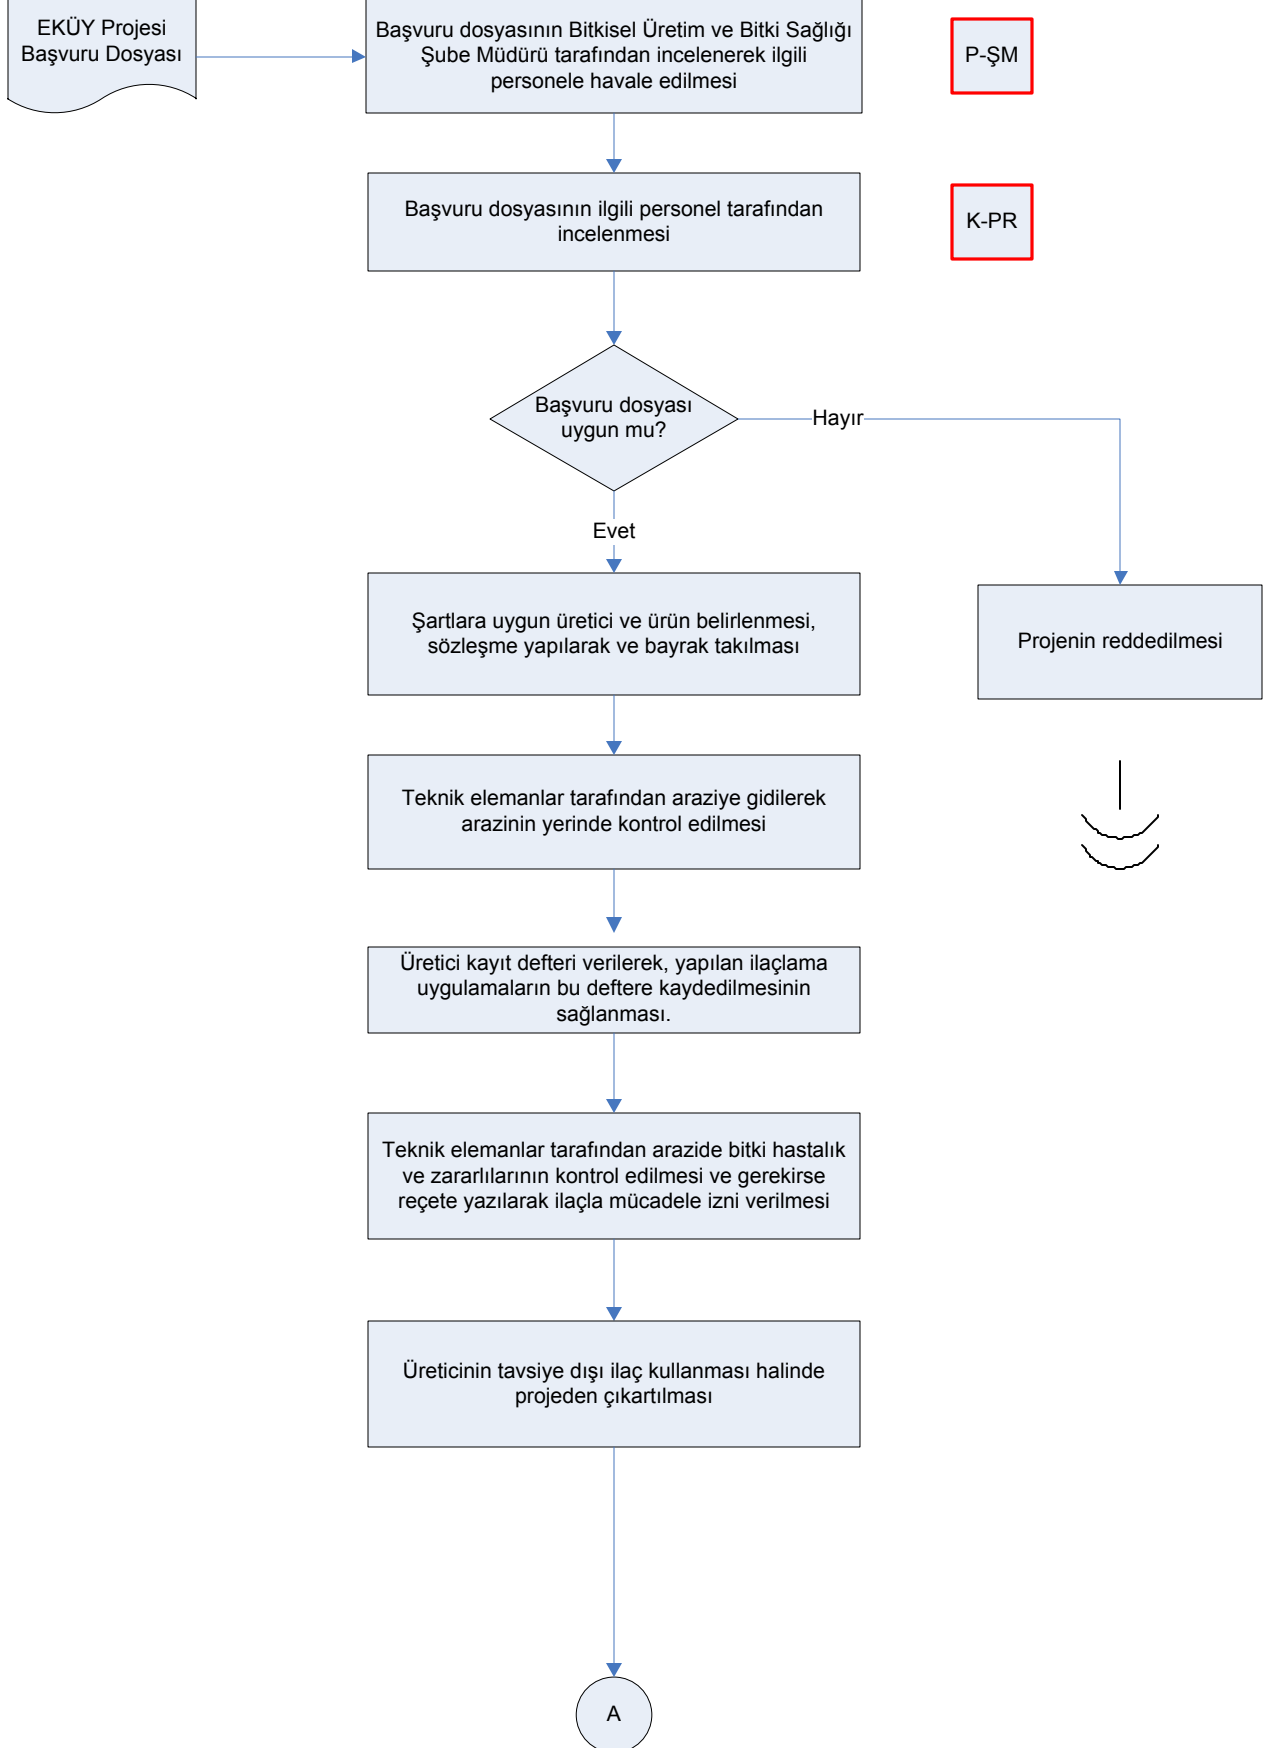 EKÜY Projesi
Başvuru Dosyası
Başvuru dosyasının Bitkisel Üretim ve Bitki Sağlığı
Şube Müdürü tarafından incelenerek ilgili
personele havale edilmesi
P-ŞM
Başvuru dosyasının ilgili personel tarafından
incelenmesi
K-PR
Başvuru dosyası
uygun mu?
Hayır
Evet
Şartlara uygun üretici ve ürün belirlenmesi,
sözleşme yapılarak ve bayrak takılması
Projenin reddedilmesi
Teknik elemanlar tarafından araziye gidilerek
arazinin yerinde kontrol edilmesi
Üretici kayıt defteri verilerek, yapılan ilaçlama
uygulamaların bu deftere kaydedilmesinin
sağlanması.
Teknik elemanlar tarafından arazide bitki hastalık
ve zararlılarının kontrol edilmesi ve gerekirse
reçete yazılarak ilaçla mücadele izni verilmesi
Üreticinin tavsiye dışı ilaç kullanması halinde
projeden çıkartılması
A